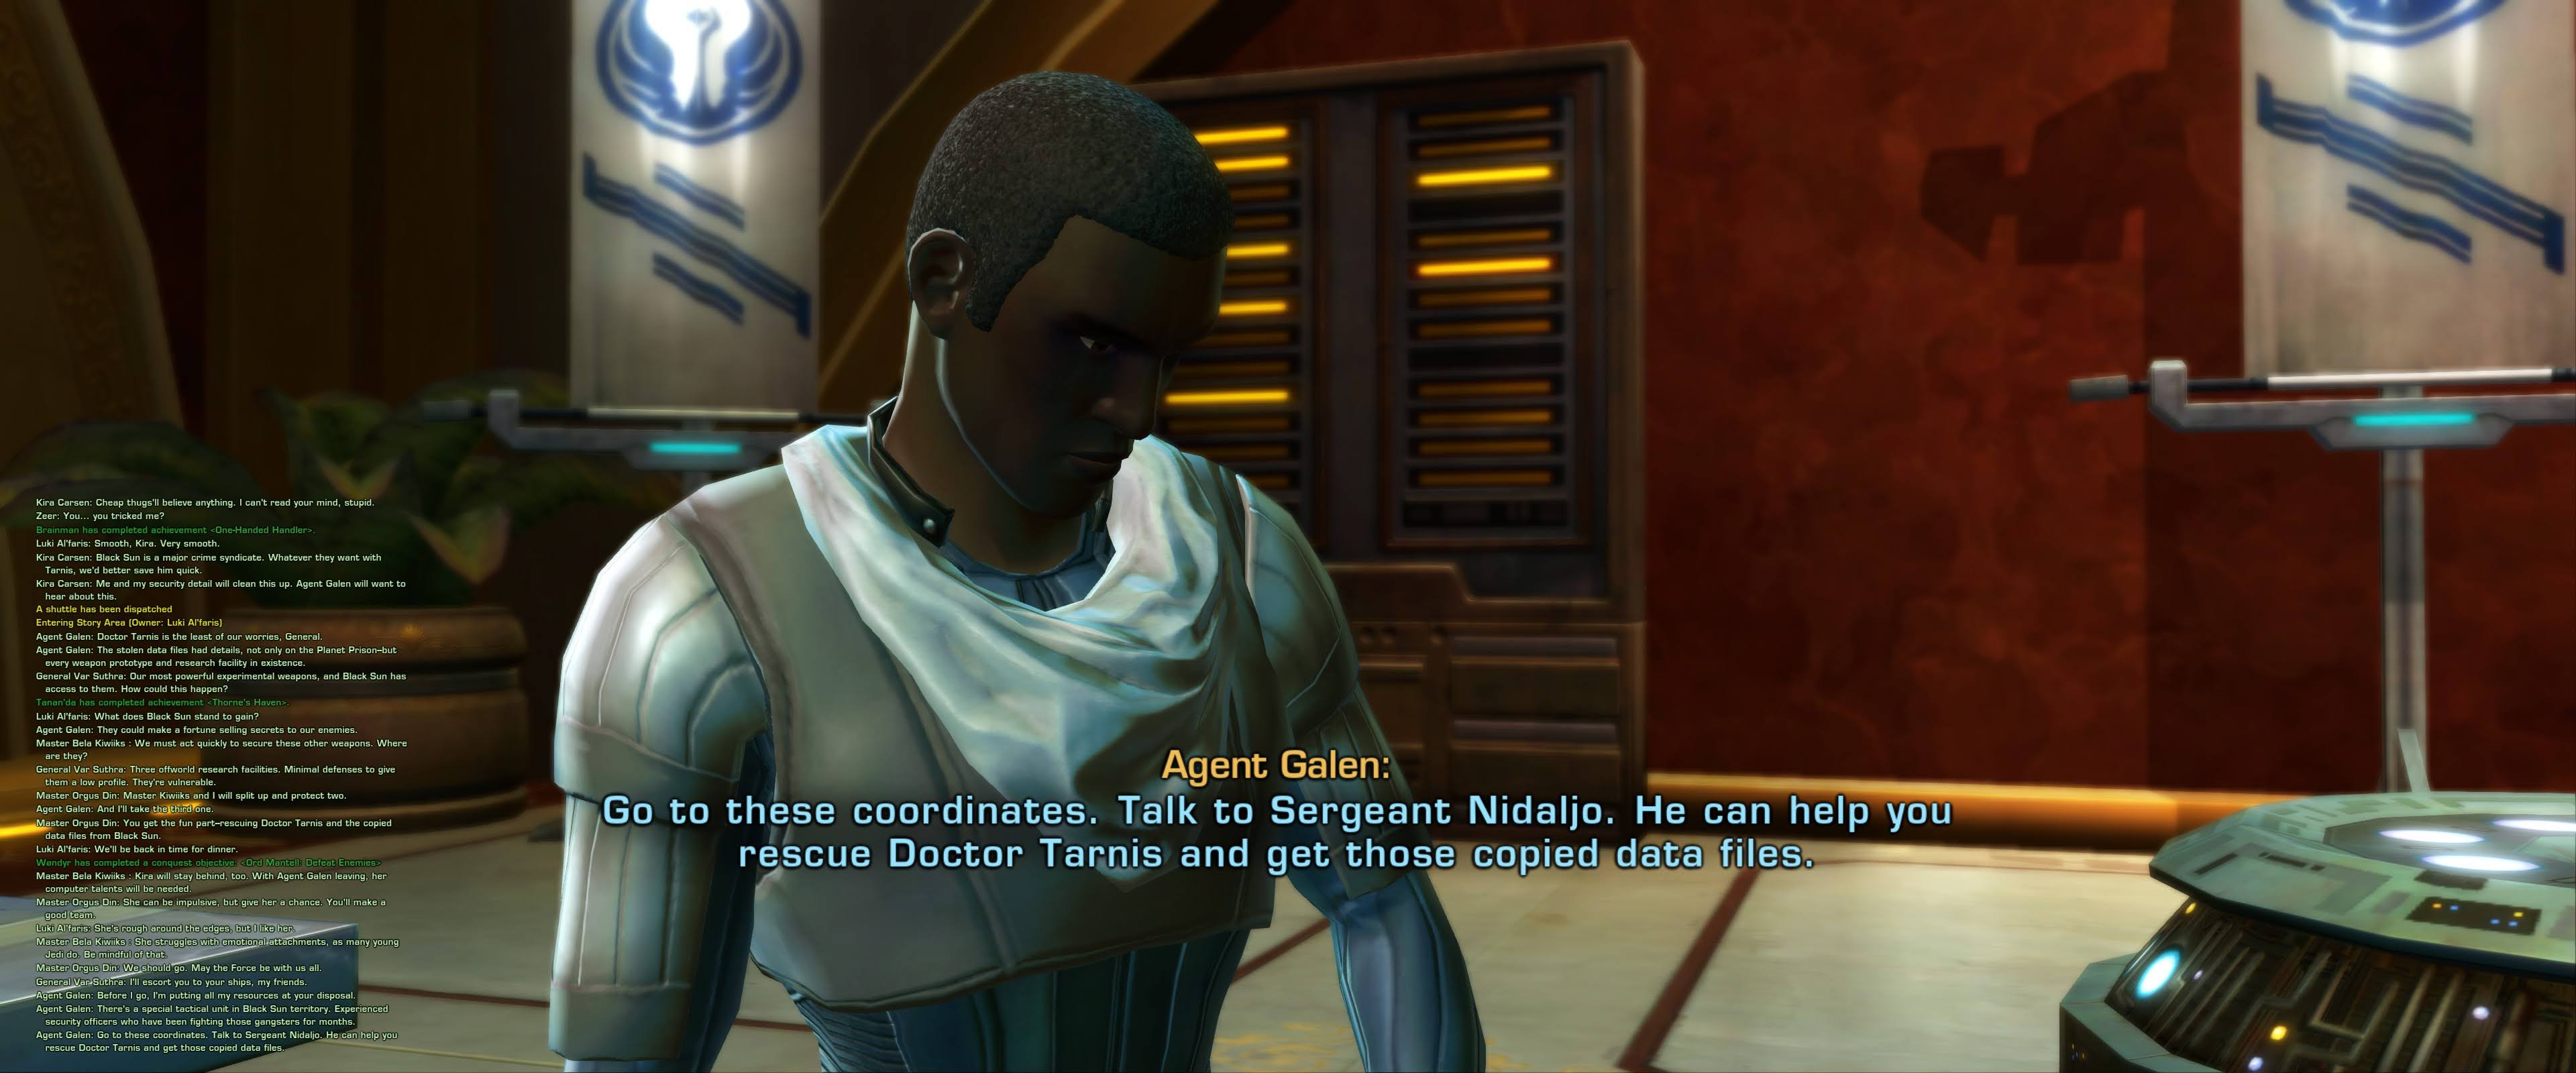 Kira Carsen: Cheap thugs'll believe anything. I can't read your mind, stupid.
Zeer: You... you tricked me?
Brainman has completed achievement <One-Handed Handler>.
Luki Al'faris: Smooth, Kira. Very smooth.
Kira Carsen: Black Sun is a major crime syndicate. Whatever they want with
Tarnis, we'd better save him quick.
Kira Carsen: Me and my security detail will clean this up. Agent Galen will want to
hear about this.
A shuttle has been dispatched
Entering Story Area (Owner: Luki Al'faris)
Agent Galen: Doctor Tarnis is the least of our worries, General.
Agent Galen: The stolen data files had details, not only on the Planet Prison—but
every weapon prototype and research facility in existence.
General Var Suthra: Our most powerful experimental weapons, and Black Sun has
access to them. How could this happen?
Tanan'da has completed achievement <Thorne's Haven>.
Luki Al'faris: What does Black Sun stand to gain?
Agent Galen: They could make a fortune selling secrets to our enemies.
Master Bela Kiwiiks : We must act quickly to secure these other weapons. Where
are they?
General Var Suthra: Three offworld research facilities. Minimal defenses to give
them a low profile. They're vulnerable.
Master Orgus Din: Master Kiwiiks and I will split up and protect two.
Agent Galen: And I'll take the third one.
Master Orgus Din: You get the fun part—rescuing Doctor Tarnis and the copied
data files from Black Sun.
Luki Al'faris: We'll be back in time for dinner.
Wandyr has completed a conquest objective: <Ord Mantell: Defeat Enemies>
Master Bela Kiwiiks : Kira will stay behind, too. With Agent Galen leaving, her
computer talents will be needed.
Master Orgus Din: She can be impulsive, but give her a chance. You'll make a
good team.
Luki Al'faris: She's rough around the edges, but I like her.
Master Bela Kiwiiks : She struggles with emotional attachments, as many young
Jedi do. Be mindful of that.
Master Orgus Din: We should go. May the Force be with us all.
General Var Suthra: I'll escort you to your ships, my friends.
Agent Galen: Before I go, I'm putting all my resources at your disposal.
Agent Galen: There's a special tactical unit in Black Sun territory. Experienced
security officers who have been fighting those gangsters for months.
Agent Galen: Go to these coordinates. Talk to Sergeant Nidaljo. He can help you
rescue Doctor Tarnis and get those copied data files.
Agent Galen:
Go to these coordinates. Talk to Sergeant Nidaljo. He can help you
rescue Doctor Tarnis and get those copied data files.